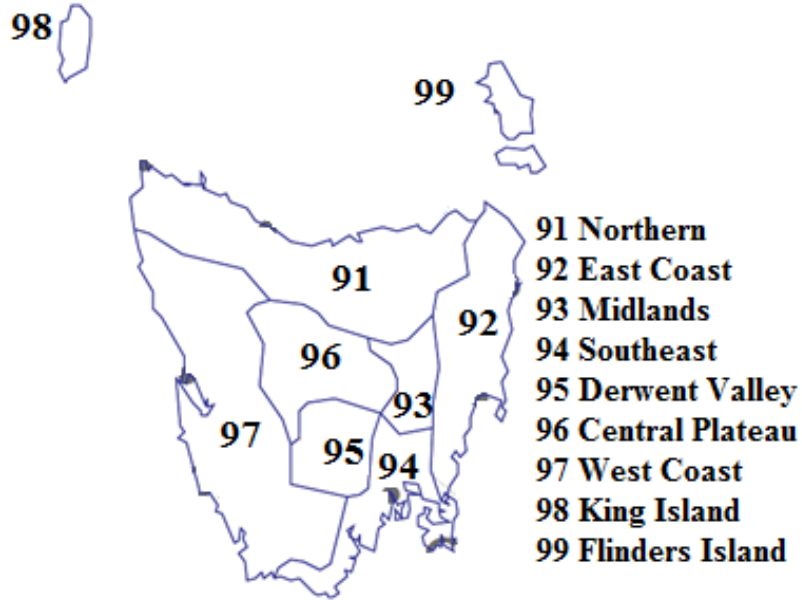 98
99
91
92
96
93
97
95
94
91 Northern
92 East Coast
93 Midlands
94 Southeast
95 Derwent Valley
96 Central Plateau
97 West Coast
98 King Island
99 Flinders Island